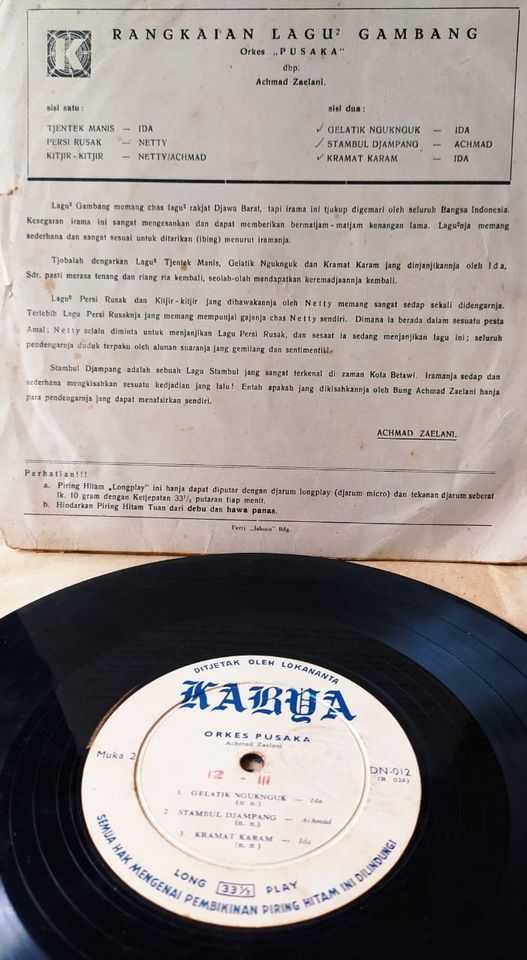 K
RANGKAIAN LAGU² GAMBANG
Orkes „PUSAKA"
dbp:
Achmad Zaelani.
sisi satu :
TJENTEK MANIS — IDA
PERSI RUSAK — NETTY
KITJIR-KITJIR — NETTY/ACHMAD
sisi dua :
✓ GELATIK NGUKNGUK — IDA
/ STAMBUL DJAMPANG — ACHMAD
✓ KRAMAT KARAM — IDA
Lagu² Gambang memang chas lagu² rakjat Djawa Barat, tapi irama ini tjukup digemari oleh seluruh Bangsa Indonesia.
Kesegaran irama ini sangat mengesankan dan dapat memberikan bermatjam-matjam kenangan lama. Lagu²nja memang
sederhana dan sangat sesuai untuk ditarikan (ibing) menurut iramanja.
Tjobalah dengarkan Lagu² Tjentek Manis, Gelatik Nguknguk dan Kramat Karam jang dinjanjikannja oleh Ida,
Sdr. pasti merasa tenang dan riang ria kembali, seolah-olah mendapatkan keremadjaannja kembali.
Lagu² Persi Rusak dan Kitjir-kitjir jang dibawakannja oleh Netty memang sangat sedap sekali didengarnja.
Terlebih Lagu Persi Rusaknja jang memang mempunjai gajanja chas Netty sendiri. Dimana Ia berada dalam sesuatu pesta
Amal; Netty selalu diminta untuk menjanjikan Lagu Persi Rusak, dan sesaat ia sedang menjanjikan lagu ini; seluruh
pendengarnja duduk terpaku oleh alunan suaranja jang gemilang dan sentimentil.
Stambul Djampang adalah sebuah Lagu Stambul jang sangat terkenal di zaman Kota Betawi. Iramanja sedap dan
sederhana mengkisahkan sesuatu kedjadian jang lalu! Entah apakah jang dikisahkannja oleh Bung Achmad Zaelani hanja
para pendengarnja jang dapat menafsirkan sendiri.
ACHMAD ZAELANI.
Perhatian!!!
a. Piring Hitam „Longplay" ini hanja dapat diputar dengan djarum longplay (djarum micro) dan tekanan djarum seberat
lk. 10 gram dengan Ketjepatan 33⅓ putaran tiap menit.
b. Hindarkan Piring Hitam Tuan dari debu dan hawa panas.
Bdg.
DITJETAK OLEH LOKANANTA
KARYA
ORKES PUSAKA
Achmad Zaelani
Muka 2
12 - III
DN-012
1. GELATIK NGUKNGUK — Ida
(n. n.)
2. STAMBUL DJAMPANG — Achmad
(n. n)
3. KRAMAT KARAM — Ida
(n. n.)
LONG 33⅓ PLAY
SEMUA HAK MENGENAI PEMBIKINAN PIRING HITAM INI DILINDUNGI